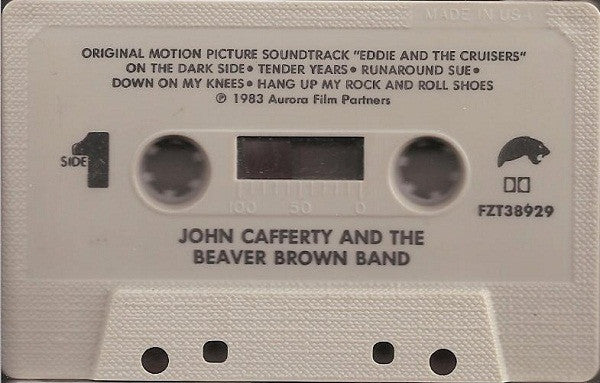 MADE IN USA
ORIGINAL MOTION PICTURE SOUNDTRACK "EDDIE AND THE CRUISERS"
ON THE DARK SIDE • TENDER YEARS • RUNAROUND SUE •
DOWN ON MY KNEES • HANG UP MY ROCK AND ROLL SHOES
℗ 1983 Aurora Film Partners
SIDE 1
100 50 0
FZT38929
JOHN CAFFERTY AND THE
BEAVER BROWN BAND